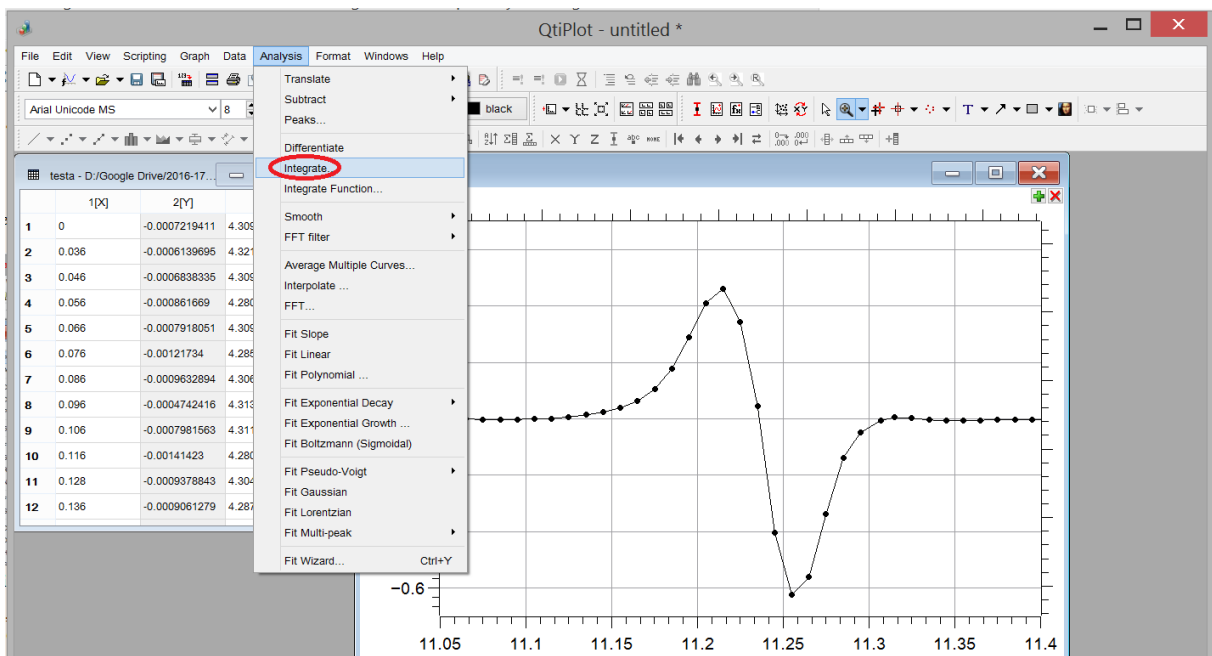 QtiPlot - untitled *
File Edit View Scripting Graph Data Analysis Format Windows Help
Arial Unicode MS 8 black
Translate
Subtract
Peaks...
Differentiate
Integrate...
Integrate Function...
Smooth
FFT filter
Average Multiple Curves...
Interpolate ...
FFT...
Fit Slope
Fit Linear
Fit Polynomial ...
Fit Exponential Decay
Fit Exponential Growth ...
Fit Boltzmann (Sigmoidal)
Fit Pseudo-Voigt
Fit Gaussian
Fit Lorentzian
Fit Multi-peak
Fit Wizard... Ctrl+Y
testa - D:/Google Drive/2016-17...
1[X] 2[Y]
1 0 -0.0007219411 4.309
2 0.036 -0.0006139695 4.321
3 0.046 -0.0006838335 4.309
4 0.056 -0.000861669 4.280
5 0.066 -0.0007918051 4.309
6 0.076 -0.00121734 4.285
7 0.086 -0.0009632894 4.306
8 0.096 -0.0004742416 4.313
9 0.106 -0.0007981563 4.311
10 0.116 -0.00141423 4.280
11 0.128 -0.0009378843 4.304
12 0.136 -0.0009061279 4.287
−0.6
11.05 11.1 11.15 11.2 11.25 11.3 11.35 11.4